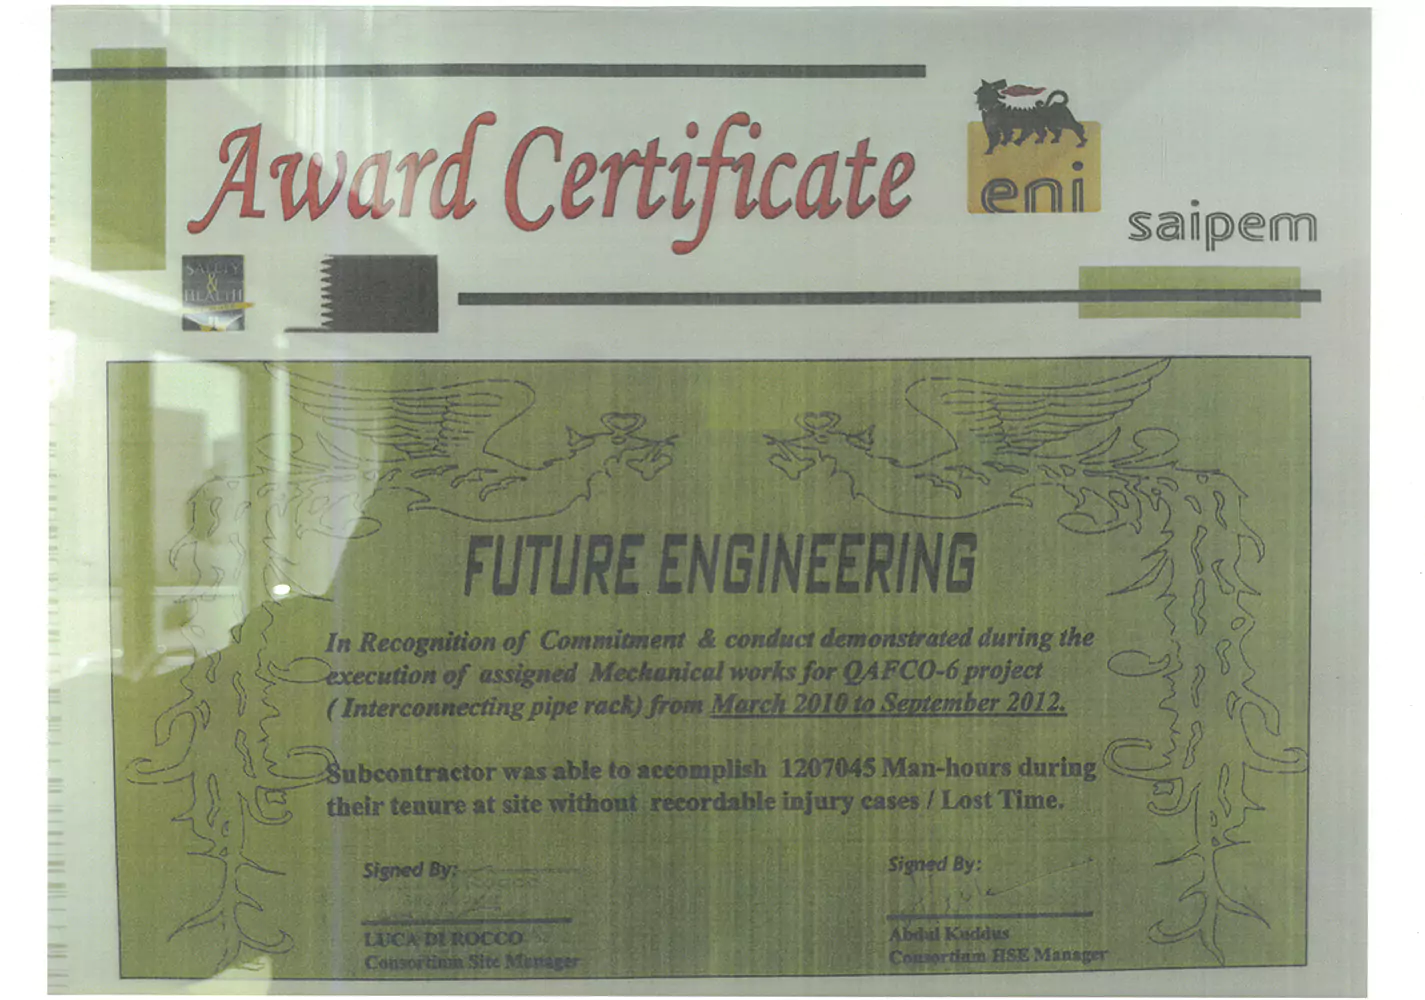 Award Certificate
eni
saipem
SAFETY
&
HEALTH
FUTURE ENGINEERING
In Recognition of Commitment & conduct demonstrated during the
execution of assigned Mechanical works for QAFCO-6 project
( Interconnecting pipe rack) from March 2010 to September 2012.
Subcontractor was able to accomplish 1207045 Man-hours during
their tenure at site without recordable injury cases / Lost Time.
Signed By:
Signed By:
LUCA DI ROCCO
Consortium Site Manager
Abdul Kuddus
Consortium HSE Manager